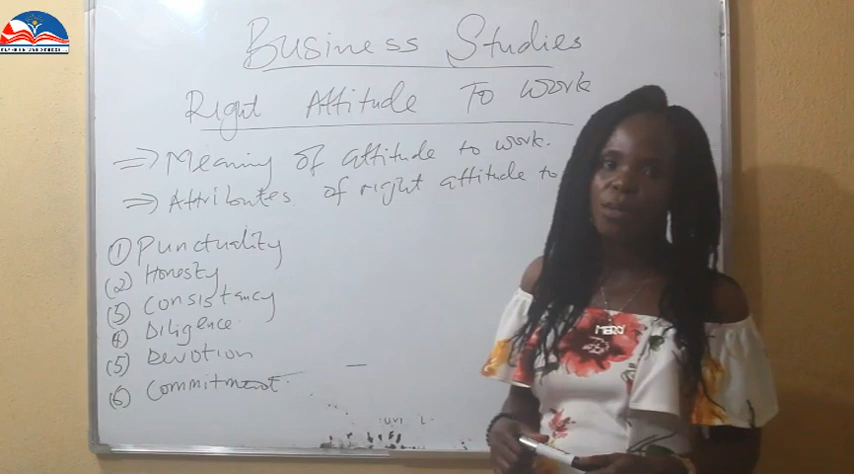 Business Studies
Right Attitude To Work
=> Meaning of attitude to work.
=> Attributes of right attitude to
(1) Punctuality
(2) Honesty
(3) Consistancy
(4) Diligence
(5) Devotion
(6) Commitment.
MERCY